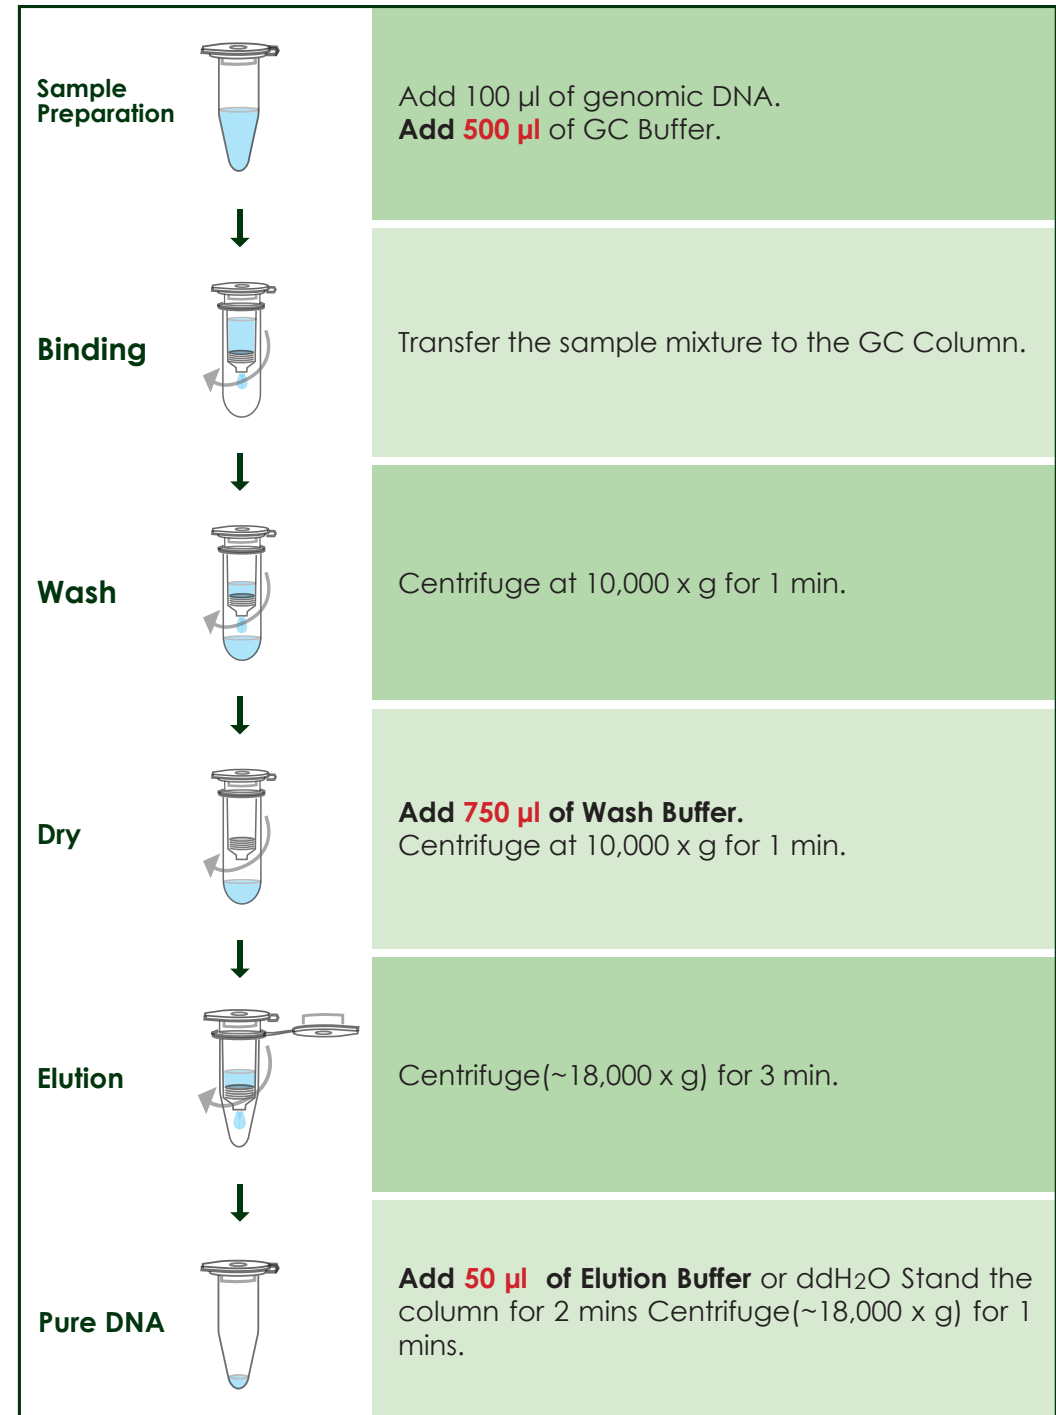 Sample
Preparation
Add 100 µl of genomic DNA.
Add 500 µl of GC Buffer.
Binding
Transfer the sample mixture to the GC Column.
Wash
Centrifuge at 10,000 x g for 1 min.
Dry
Add 750 µl of Wash Buffer.
Centrifuge at 10,000 x g for 1 min.
Elution
Centrifuge(~18,000 x g) for 3 min.
Pure DNA
Add 50 µl of Elution Buffer or ddH2O Stand the
column for 2 mins Centrifuge(~18,000 x g) for 1
mins.